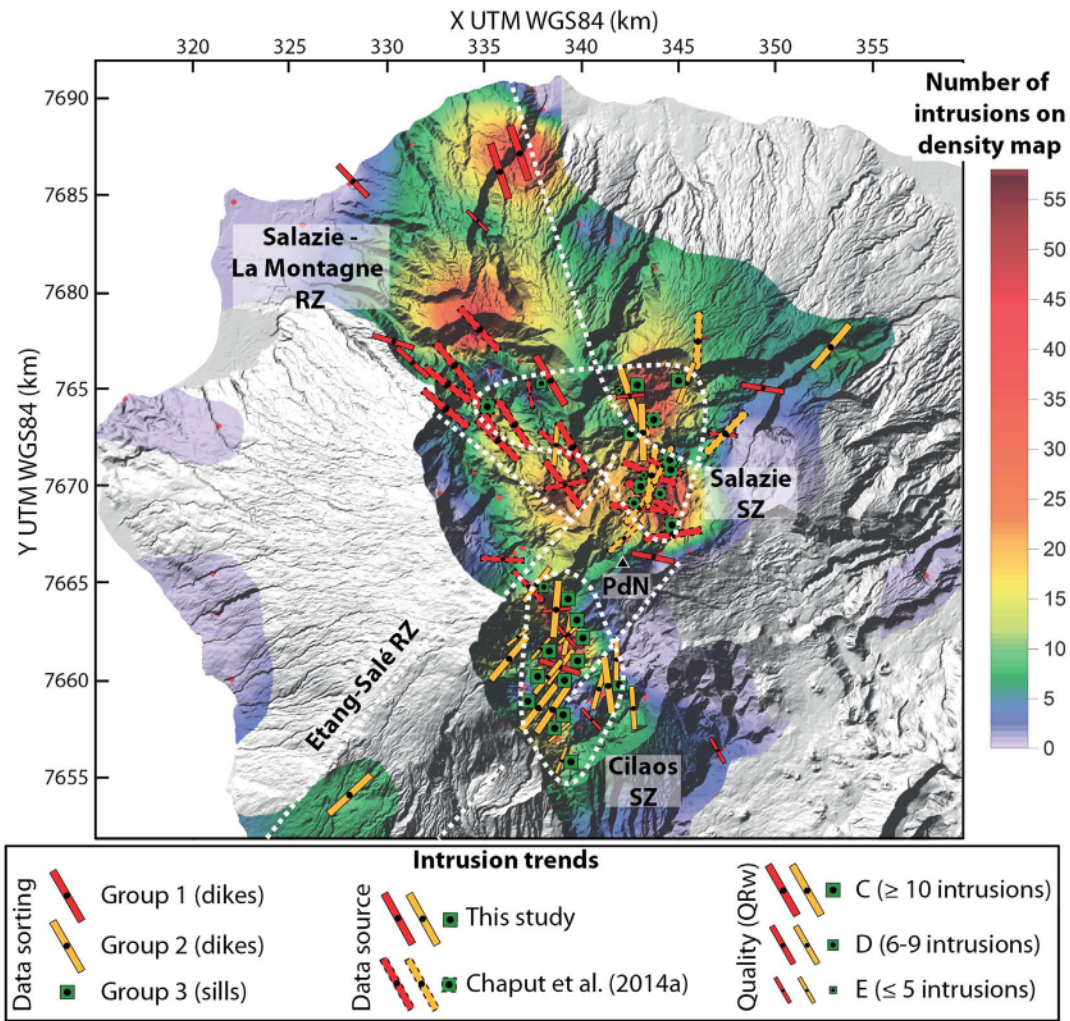 X UTM WGS84 (km)
320 325 330 335 340 345 350 355
Y UTM WGS84 (km)
7690
7685
7680
765
7670
7665
7660
7655
Salazie -
La Montagne
RZ
Salazie
SZ
PdN
Etang-Salé RZ
Cilaos
SZ
Number of
intrusions on
density map
55
50
45
40
35
30
25
20
15
10
5
0
Intrusion trends
Data sorting
Group 1 (dikes)
Group 2 (dikes)
Group 3 (sills)
Data source
This study
Chaput et al. (2014a)
Quality (QRw)
C (≥ 10 intrusions)
D (6-9 intrusions)
E (≤ 5 intrusions)